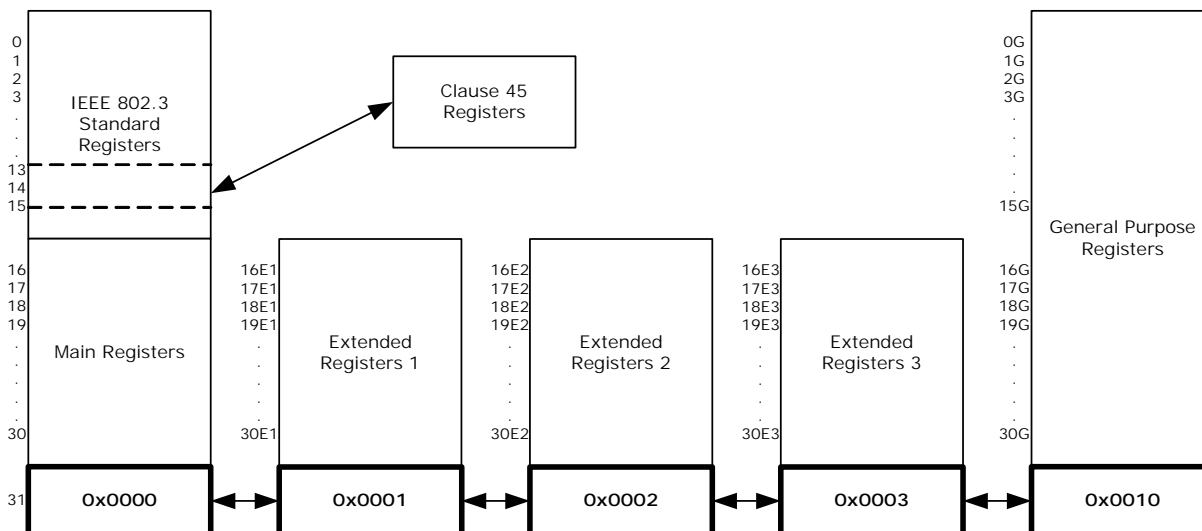 0
1
2
3
.
.
.
13
14
15
IEEE 802.3
Standard
Registers
Clause 45
Registers
16
17
18
19
.
.
.
.
.
30
Main Registers
16E1
17E1
18E1
19E1
.
.
.
.
.
30E1
Extended
Registers 1
16E2
17E2
18E2
19E2
.
.
.
.
.
30E2
Extended
Registers 2
16E3
17E3
18E3
19E3
.
.
.
.
.
30E3
Extended
Registers 3
0G
1G
2G
3G
.
.
.
.
.
15G
16G
17G
18G
19G
.
.
.
.
.
30G
General Purpose
Registers
31
0x0000
0x0001
0x0002
0x0003
0x0010